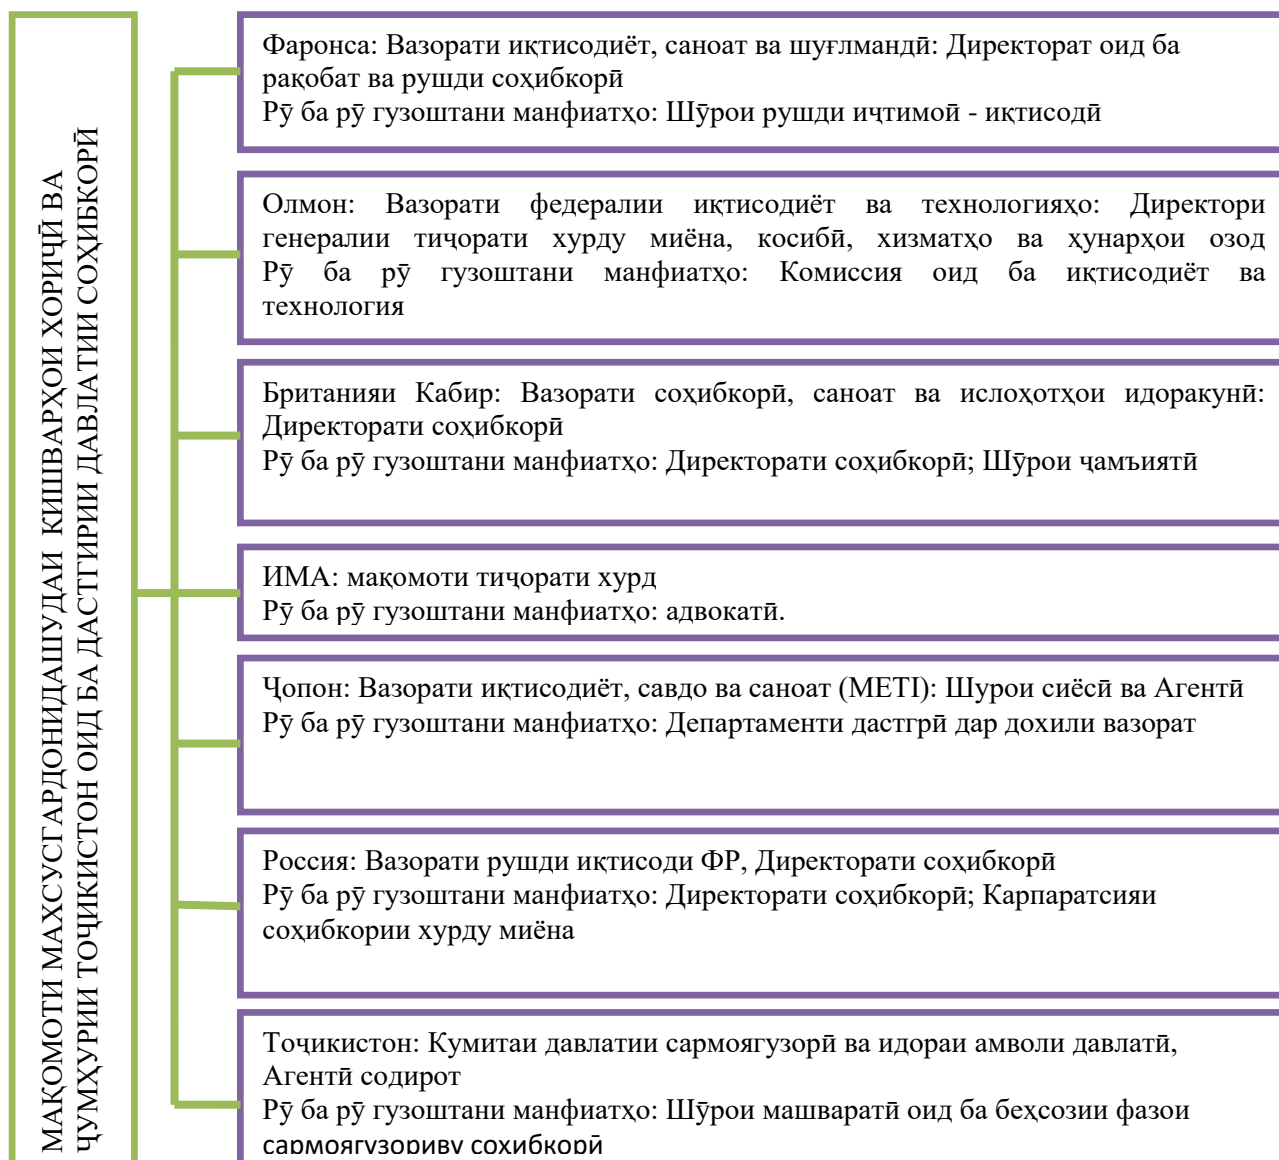 МАҚОМОТИ МАХСУСГАРДОНИДАШУДАИ КИШВАРҲОИ ХОРИҶӢ ВА
ҶУМҲУРИИ ТОҶИКИСТОН ОИД БА ДАСТГИРИИ ДАВЛАТИИ СОҲИБКОРӢ
Фаронса: Вазорати иқтисодиёт, саноат ва шуғлмандӣ: Директорат оид ба
рақобат ва рушди соҳибкорӣ
Рӯ ба рӯ гузоштани манфиатҳо: Шӯрои рушди иҷтимоӣ - иқтисодӣ
Олмон: Вазорати федералии иқтисодиёт ва технологияҳо: Директори
генералии тиҷорати хурду миёна, косибӣ, хизматҳо ва ҳунарҳои озод
Рӯ ба рӯ гузоштани манфиатҳо: Комиссия оид ба иқтисодиёт ва
технология
Британияи Кабир: Вазорати соҳибкорӣ, саноат ва ислоҳотҳои идоракунӣ:
Директорати соҳибкорӣ
Рӯ ба рӯ гузоштани манфиатҳо: Директорати соҳибкорӣ; Шӯрои ҷамъиятӣ
ИМА: мақомоти тиҷорати хурд
Рӯ ба рӯ гузоштани манфиатҳо: адвокатӣ.
Ҷопон: Вазорати иқтисодиёт, савдо ва саноат (METI): Шурои сиёсӣ ва Агентӣ
Рӯ ба рӯ гузоштани манфиатҳо: Департаменти дастгрӣ дар дохили вазорат
Россия: Вазорати рушди иқтисоди ФР, Директорати соҳибкорӣ
Рӯ ба рӯ гузоштани манфиатҳо: Директорати соҳибкорӣ; Карпаратсияи
соҳибкории хурду миёна
Тоҷикистон: Кумитаи давлатии сармоягузорӣ ва идораи амволи давлатӣ,
Агентӣ содирот
Рӯ ба рӯ гузоштани манфиатҳо: Шӯрои машваратӣ оид ба беҳсозии фазои
сармоягузориву соҳибкорӣ